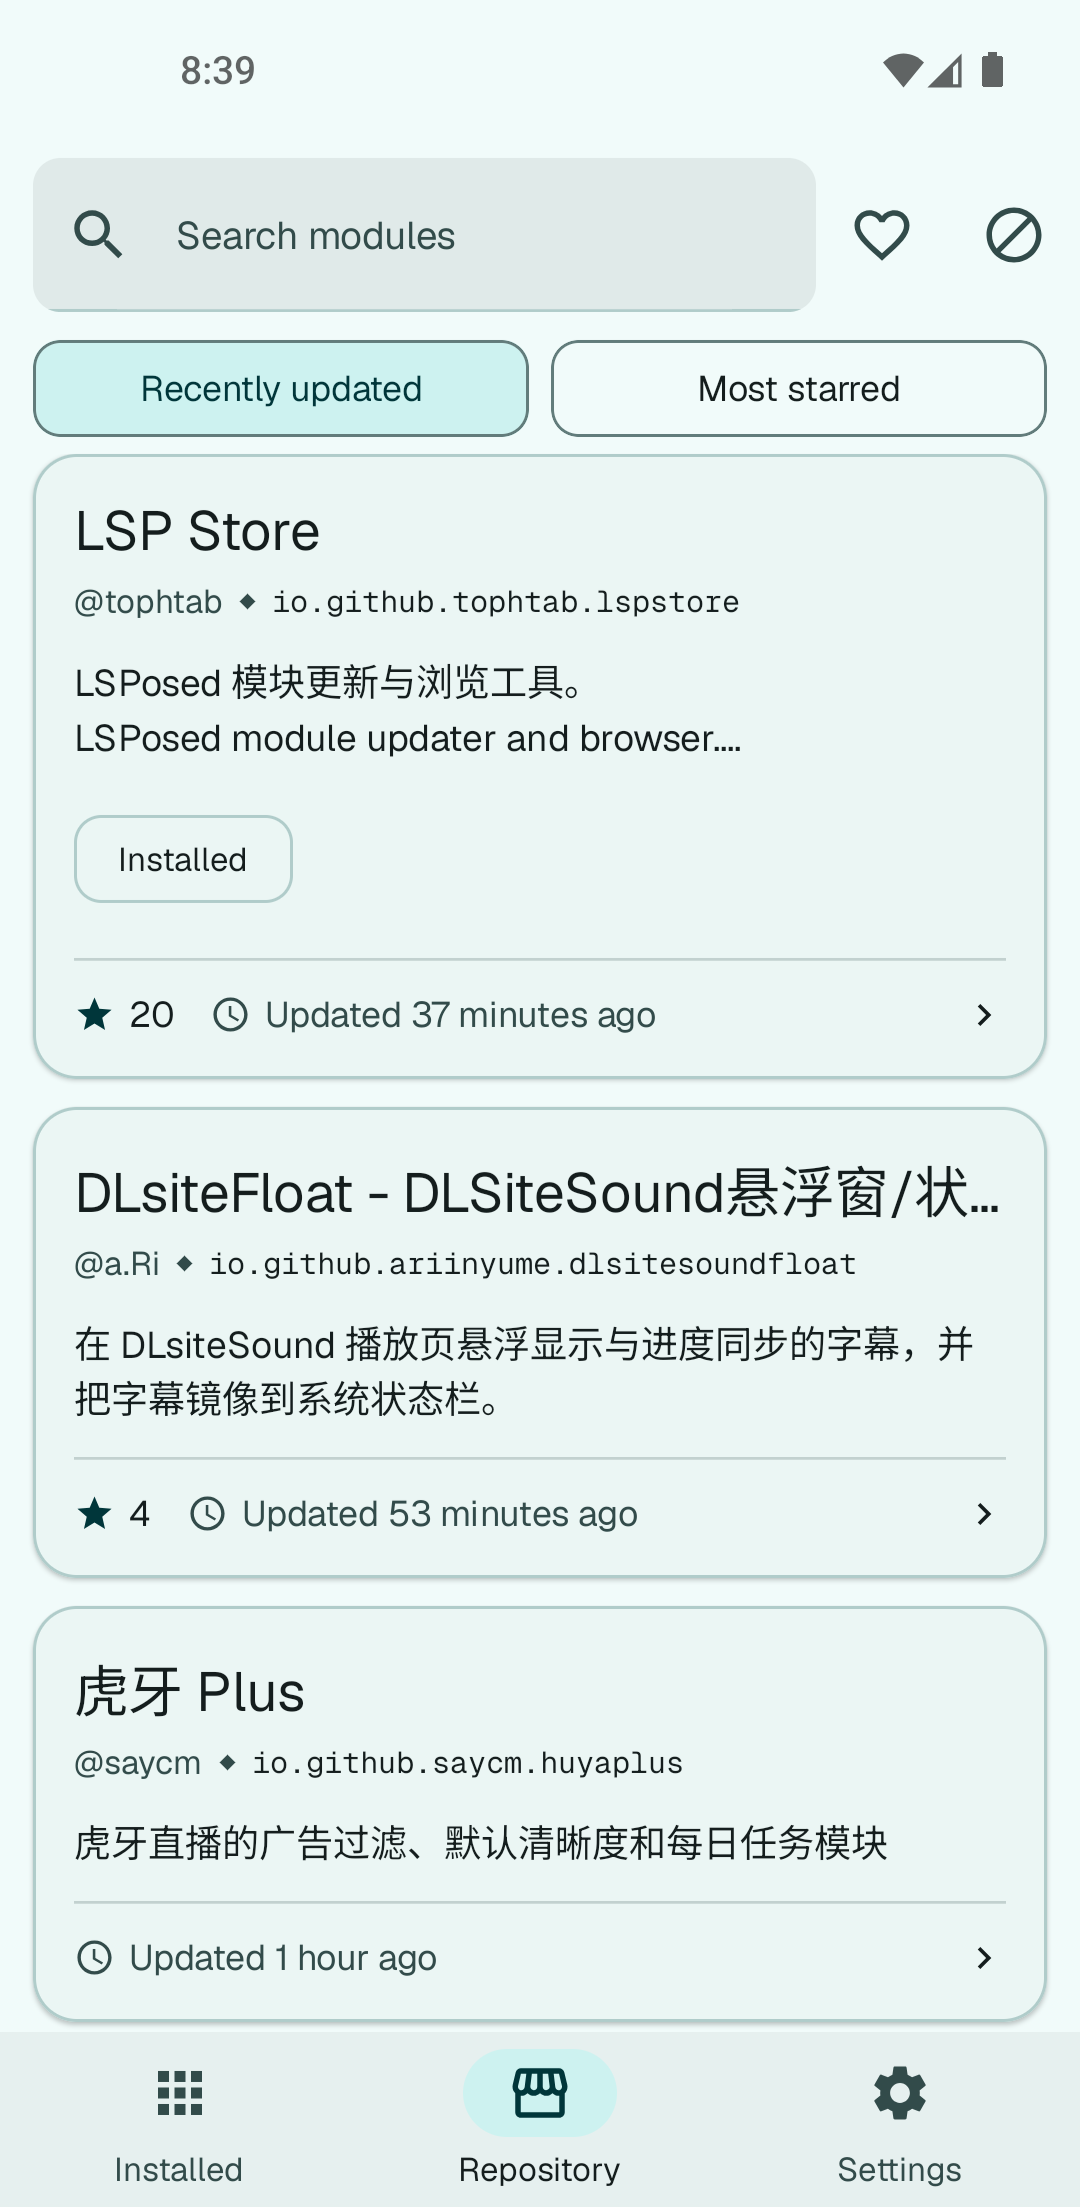 8:39
Search modules
Recently updated
Most starred
LSP Store
@tophtab ◆ io.github.tophtab.lspstore
LSPosed 模块更新与浏览工具。
LSPosed module updater and browser....
Installed
20 Updated 37 minutes ago
DLsiteFloat - DLSiteSound悬浮窗/状...
@a.Ri ◆ io.github.ariinyume.dlsitesoundfloat
在 DLsiteSound 播放页悬浮显示与进度同步的字幕，并
把字幕镜像到系统状态栏。
4 Updated 53 minutes ago
虎牙 Plus
@saycm ◆ io.github.saycm.huyaplus
虎牙直播的广告过滤、默认清晰度和每日任务模块
Updated 1 hour ago
Installed
Repository
Settings